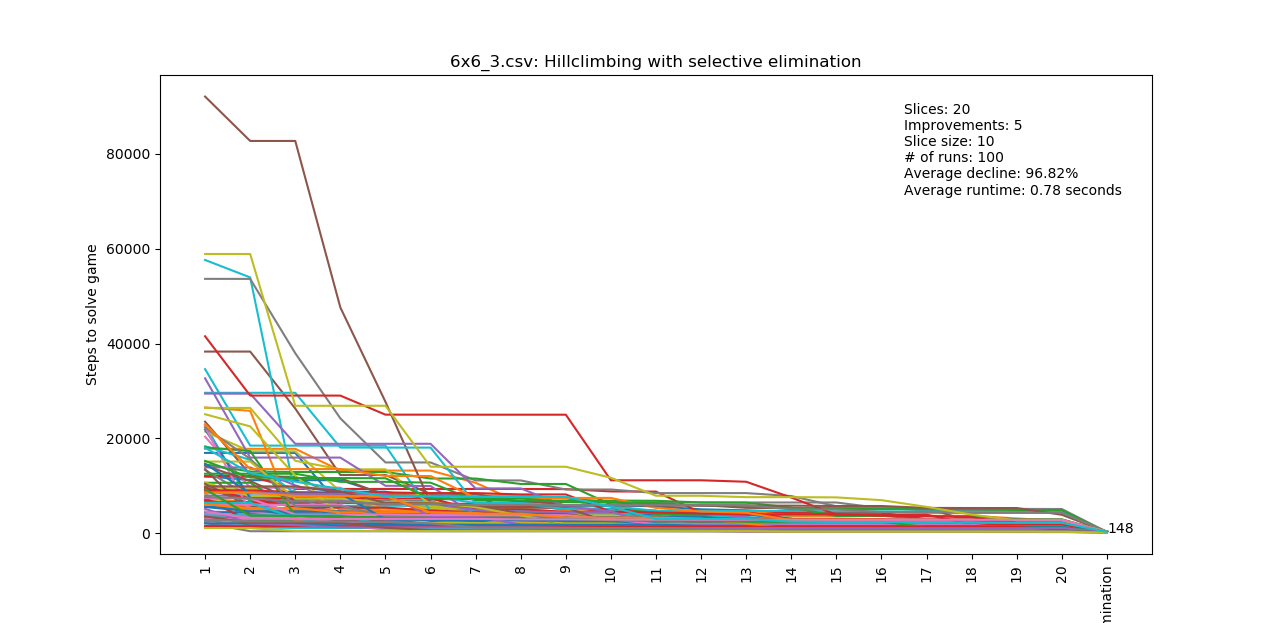 6x6_3.csv: Hillclimbing with selective elimination
Slices: 20
Improvements: 5
Slice size: 10
# of runs: 100
Average decline: 96.82%
Average runtime: 0.78 seconds
Steps to solve game
80000
60000
40000
20000
0
148
1 2 3 4 5 6 7 8 9 10 11 12 13 14 15 16 17 18 19 20